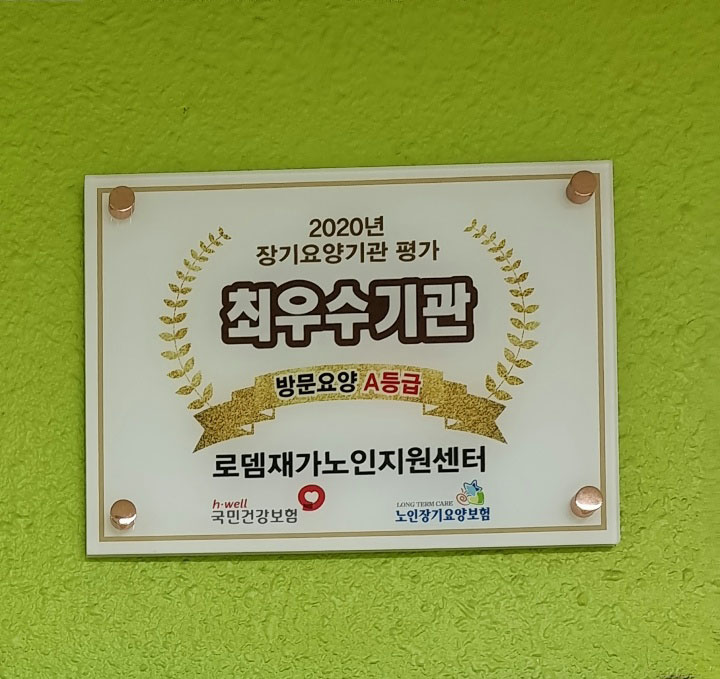 2020년
장기요양기관 평가
최우수기관
방문요양 A등급
로뎀재가노인지원센터
h·well
국민건강보험
LONG TERM CARE
노인장기요양보험